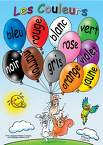 Les Couleurs
bleu
rouge
blanc
vert
rose
noir
marron
gris
orange
violet
jaune